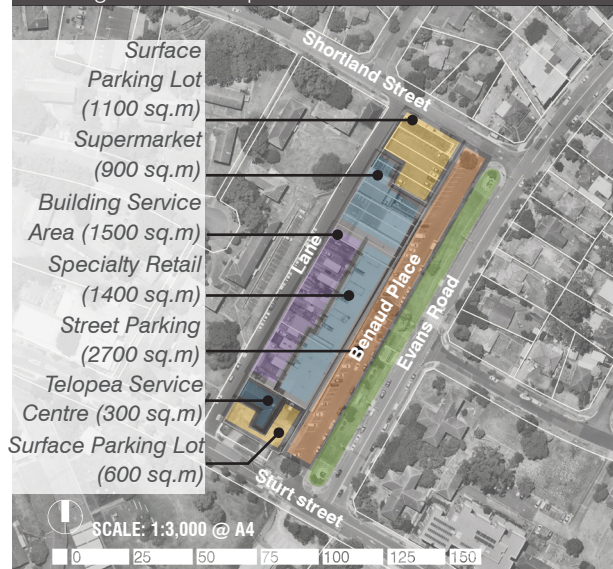 Surface
Parking Lot
(1100 sq.m)
Supermarket
(900 sq.m)
Building Service
Area (1500 sq.m)
Specialty Retail
(1400 sq.m)
Street Parking
(2700 sq.m)
Telopea Service
Centre (300 sq.m)
Surface Parking Lot
(600 sq.m)
Shortland Street
Lane
Benaud Place
Evans Road
Sturt street
SCALE: 1:3,000 @ A4
0 25 50 75 100 125 150